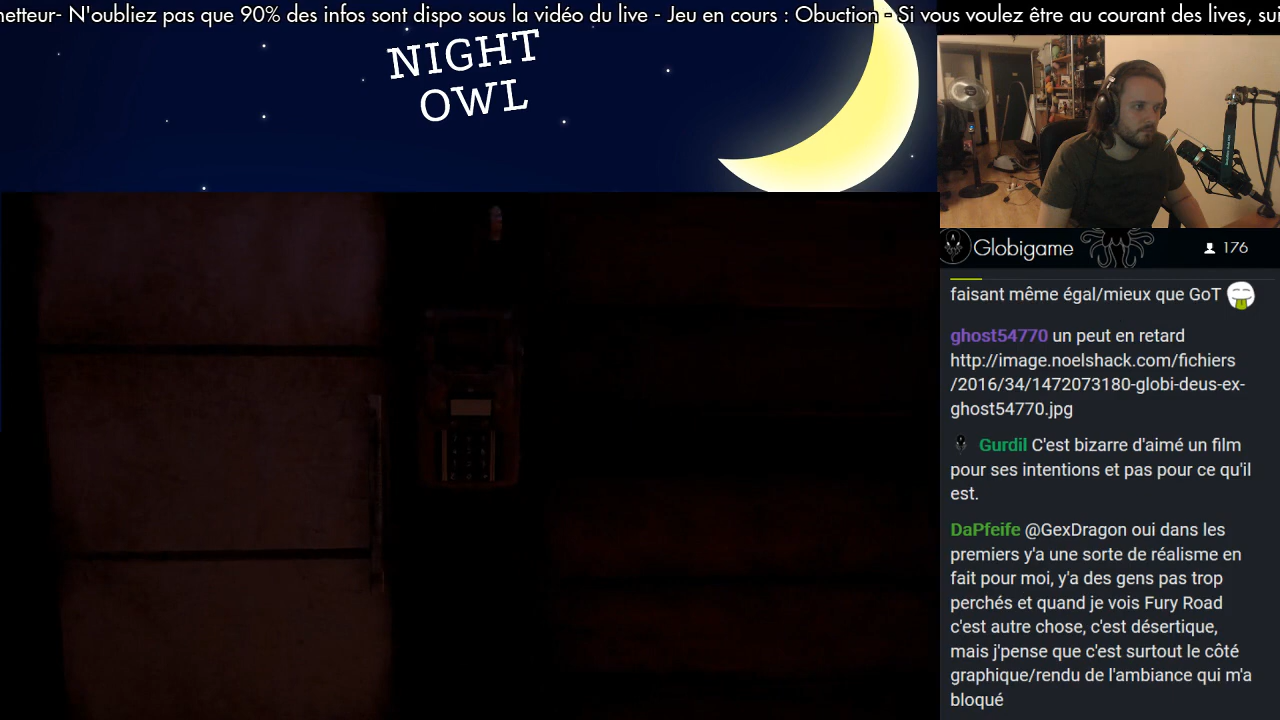 netteur- N'oubliez pas que 90% des infos sont dispo sous la vidéo du live - Jeu en cours : Obuction - Si vous voulez être au courant des lives, sui
NIGHT
OWL
Globigame
176
faisant même égal/mieux que GoT
ghost54770 un peut en retard
http://image.noelshack.com/fichiers
/2016/34/1472073180-globi-deus-ex-
ghost54770.jpg
Gurdil C'est bizarre d'aimé un film
pour ses intentions et pas pour ce qu'il
est.
DaPfeife @GexDragon oui dans les
premiers y'a une sorte de réalisme en
fait pour moi, y'a des gens pas trop
perchés et quand je vois Fury Road
c'est autre chose, c'est désertique,
mais j'pense que c'est surtout le côté
graphique/rendu de l'ambiance qui m'a
bloqué